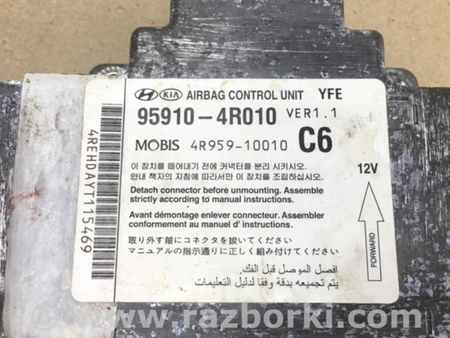 HYUNDAI KIA AIRBAG CONTROL UNIT YFE
95910-4R010 VER1.1
MOBIS 4R959-10010 C6
이 장치를 떼어내기 전에 커넥터를 분리 시키시오.
안내 책자의 지침에 따라서만 이 장치를 조립하십시오.
12V
Detach connector before unmounting. Assemble
strictly according to manual instructions.
Avant démontage enlever connecteur. Assembler
conformement au manuel d' instructions.
取り外す前にコネクタを抜いてください
マニュアルの指示通りに正しく組み付けてください
افصل الموصل قبل الفك.
يتم تجميعه بدقة وفقا لدليل التعليمات
FORWARD
4REHDAYT115469
www.razborki.com